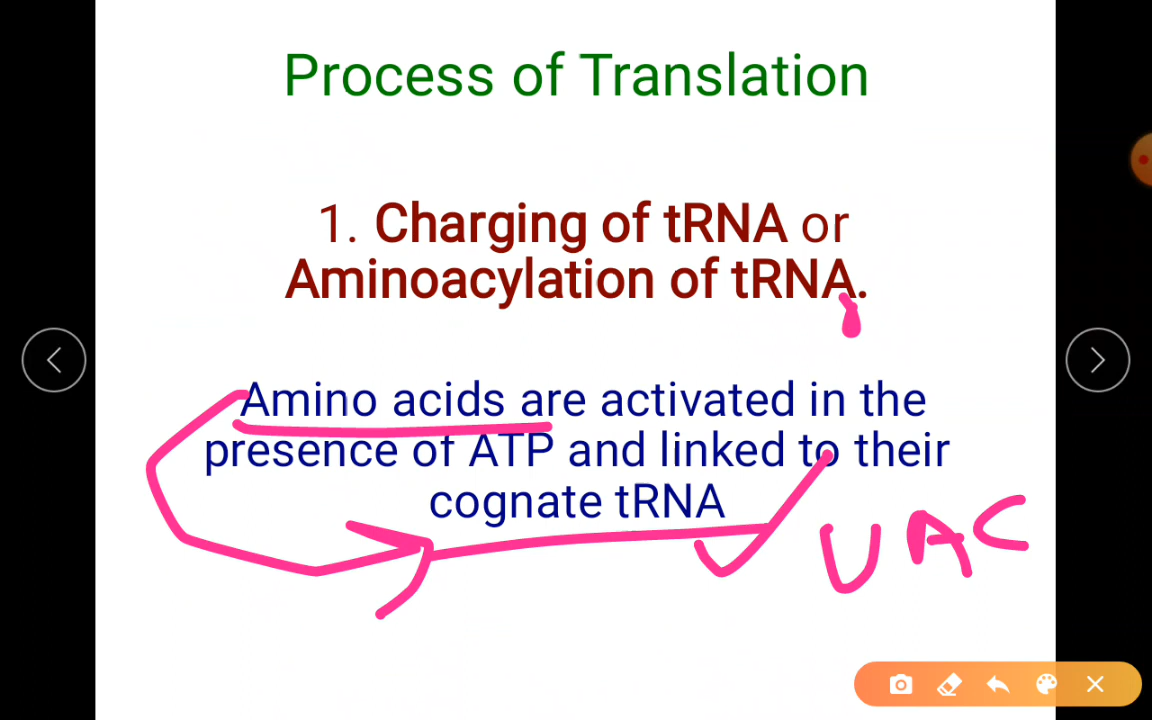 Process of Translation
1. Charging of tRNA or
Aminoacylation of tRNA.
Amino acids are activated in the
presence of ATP and linked to their
cognate tRNA
UAC